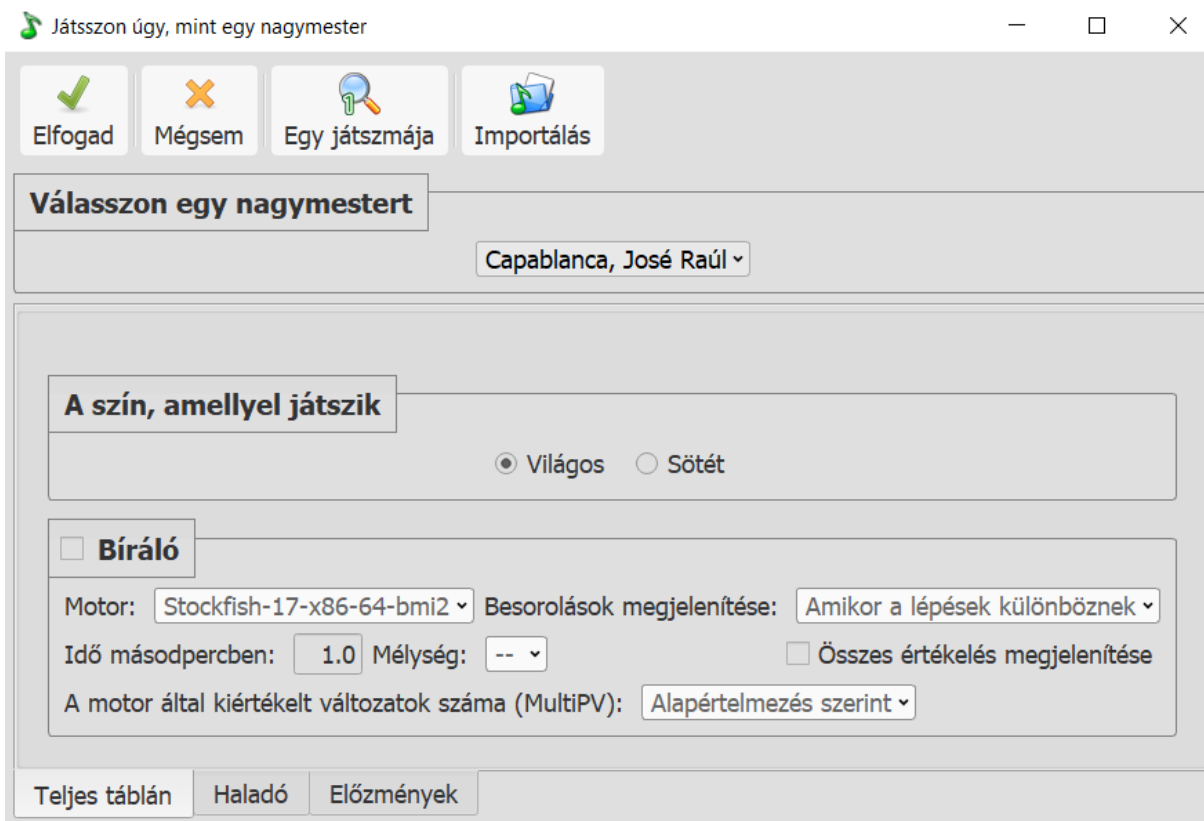 Játsszon úgy, mint egy nagymester
Elfogad Mégsem Egy játszmája Importálás
Válasszon egy nagymestert
Capablanca, José Raúl
A szín, amellyel játszik
Világos Sötét
Bíráló
Motor: Stockfish-17-x86-64-bmi2 Besorolások megjelenítése: Amikor a lépések különböznek
Idő másodpercben: 1.0 Mélység: -- Összes értékelés megjelenítése
A motor által kiértékelt változatok száma (MultiPV): Alapértelmezés szerint
Teljes táblán Haladó Előzmények